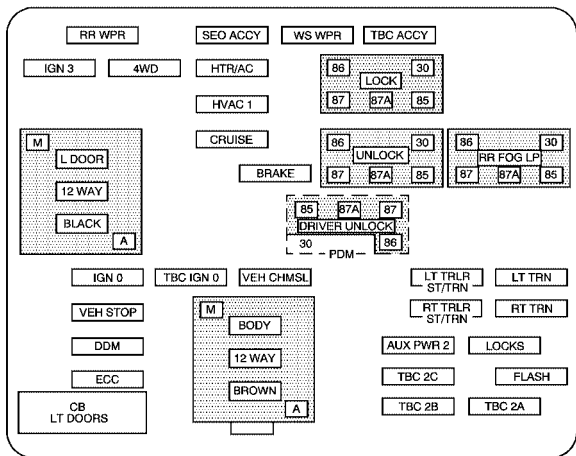 RR WPR
SEO ACCY
WS WPR
TBC ACCY
IGN 3
4WD
HTR/AC
86
30
LOCK
87
87A
85
HVAC 1
CRUISE
M
L DOOR
12 WAY
BLACK
A
86
30
UNLOCK
87
87A
85
86
30
RR FOG LP
87
87A
85
BRAKE
85
87A
87
DRIVER UNLOCK
30
86
PDM
IGN 0
TBC IGN 0
VEH CHMSL
LT TRLR
ST/TRN
LT TRN
VEH STOP
M
BODY
12 WAY
BROWN
A
RT TRLR
ST/TRN
RT TRN
DDM
AUX PWR 2
LOCKS
ECC
TBC 2C
FLASH
CB
LT DOORS
TBC 2B
TBC 2A